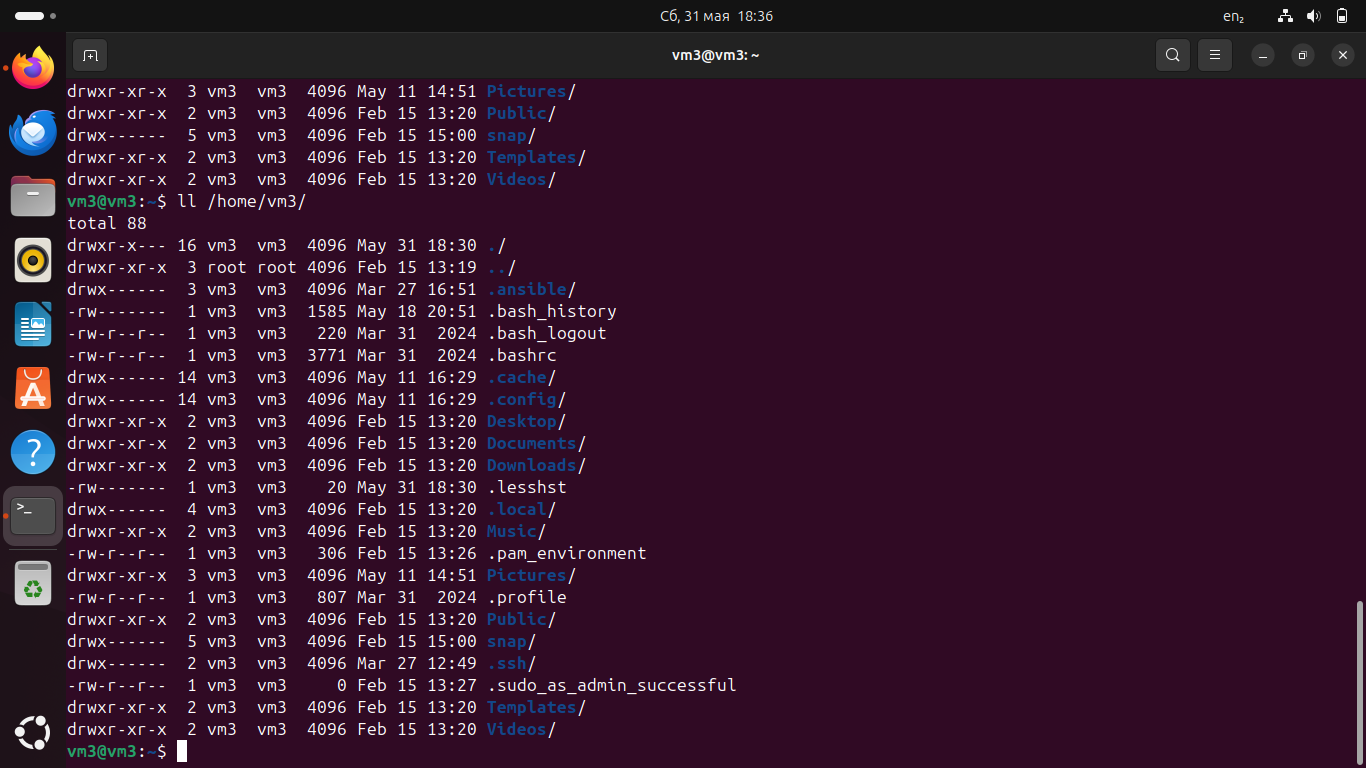 Сб, 31 мая 18:36
en₂
vm3@vm3: ~
drwxr-xr-x  3 vm3  vm3  4096 May 11 14:51 Pictures/
drwxr-xr-x  2 vm3  vm3  4096 Feb 15 13:20 Public/
drwx------  5 vm3  vm3  4096 Feb 15 15:00 snap/
drwxr-xr-x  2 vm3  vm3  4096 Feb 15 13:20 Templates/
drwxr-xr-x  2 vm3  vm3  4096 Feb 15 13:20 Videos/
vm3@vm3:~$ ll /home/vm3/
total 88
drwxr-x--- 16 vm3  vm3  4096 May 31 18:30 ./
drwxr-xr-x  3 root root 4096 Feb 15 13:19 ../
drwx------  3 vm3  vm3  4096 Mar 27 16:51 .ansible/
-rw-------  1 vm3  vm3  1585 May 18 20:51 .bash_history
-rw-r--r--  1 vm3  vm3   220 Mar 31  2024 .bash_logout
-rw-r--r--  1 vm3  vm3  3771 Mar 31  2024 .bashrc
drwx------ 14 vm3  vm3  4096 May 11 16:29 .cache/
drwx------ 14 vm3  vm3  4096 May 11 16:29 .config/
drwxr-xr-x  2 vm3  vm3  4096 Feb 15 13:20 Desktop/
drwxr-xr-x  2 vm3  vm3  4096 Feb 15 13:20 Documents/
drwxr-xr-x  2 vm3  vm3  4096 Feb 15 13:20 Downloads/
-rw-------  1 vm3  vm3    20 May 31 18:30 .lesshst
drwx------  4 vm3  vm3  4096 Feb 15 13:20 .local/
drwxr-xr-x  2 vm3  vm3  4096 Feb 15 13:20 Music/
-rw-r--r--  1 vm3  vm3   306 Feb 15 13:26 .pam_environment
drwxr-xr-x  3 vm3  vm3  4096 May 11 14:51 Pictures/
-rw-r--r--  1 vm3  vm3   807 Mar 31  2024 .profile
drwxr-xr-x  2 vm3  vm3  4096 Feb 15 13:20 Public/
drwx------  5 vm3  vm3  4096 Feb 15 15:00 snap/
drwx------  2 vm3  vm3  4096 Mar 27 12:49 .ssh/
-rw-r--r--  1 vm3  vm3     0 Feb 15 13:27 .sudo_as_admin_successful
drwxr-xr-x  2 vm3  vm3  4096 Feb 15 13:20 Templates/
drwxr-xr-x  2 vm3  vm3  4096 Feb 15 13:20 Videos/
vm3@vm3:~$